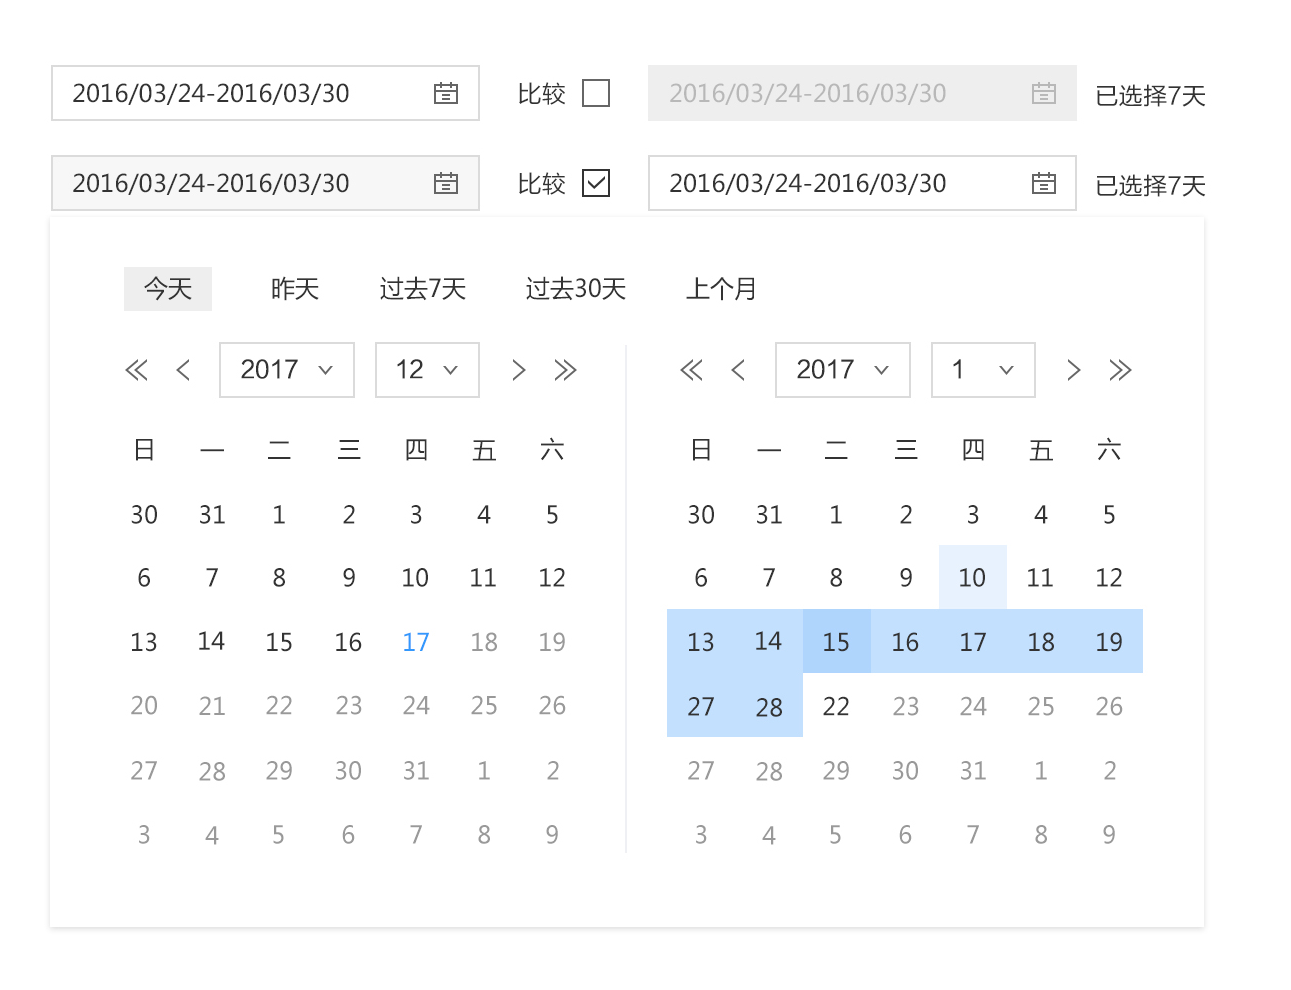 2016/03/24-2016/03/30 比较 2016/03/24-2016/03/30 已选择7天
2016/03/24-2016/03/30 比较 2016/03/24-2016/03/30 已选择7天
今天 昨天 过去7天 过去30天 上个月
2017 12 2017 1
日 一 二 三 四 五 六 日 一 二 三 四 五 六
30 31 1 2 3 4 5 30 31 1 2 3 4 5
6 7 8 9 10 11 12 6 7 8 9 10 11 12
13 14 15 16 17 18 19 13 14 15 16 17 18 19
20 21 22 23 24 25 26 27 28 22 23 24 25 26
27 28 29 30 31 1 2 27 28 29 30 31 1 2
3 4 5 6 7 8 9 3 4 5 6 7 8 9